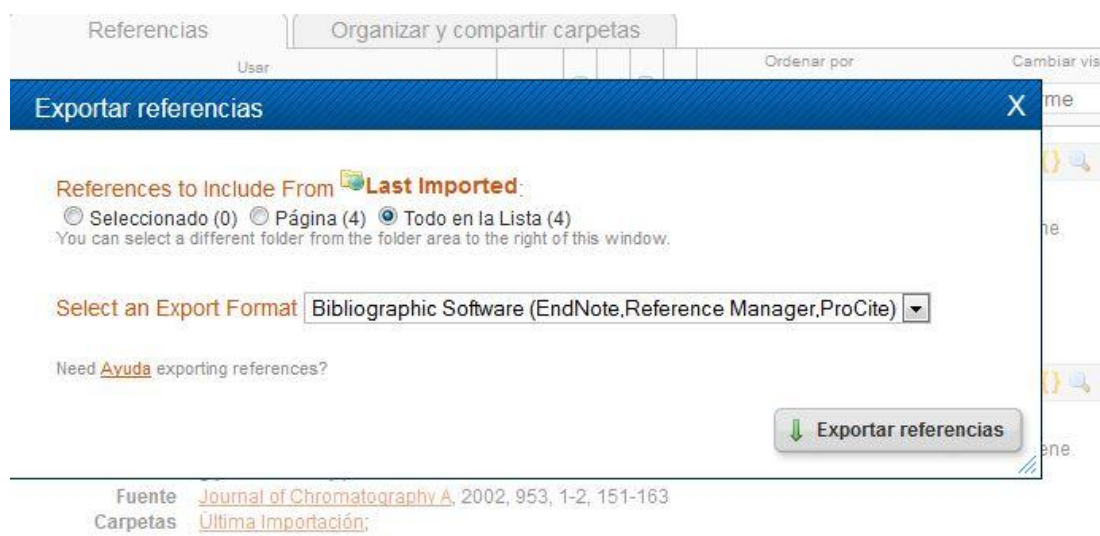 Referencias Organizar y compartir carpetas
Usar Ordenar por Cambiar vis
Exportar referencias X me
References to Include From Last Imported:
Seleccionado (0) Página (4) Todo en la Lista (4)
You can select a different folder from the folder area to the right of this window.
ne
Select an Export Format Bibliographic Software (EndNote,Reference Manager,ProCite)
Need Ayuda exporting references?
Exportar referencias
ene
Fuente Journal of Chromatography A, 2002, 953, 1-2, 151-163
Carpetas Última Importación;